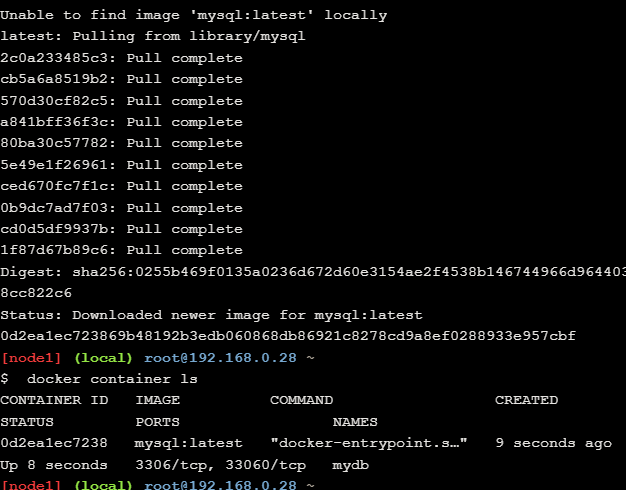 Unable to find image 'mysql:latest' locally
latest: Pulling from library/mysql
2c0a233485c3: Pull complete
cb5a6a8519b2: Pull complete
570d30cf82c5: Pull complete
a841bff36f3c: Pull complete
80ba30c57782: Pull complete
5e49e1f26961: Pull complete
ced670fc7f1c: Pull complete
0b9dc7ad7f03: Pull complete
cd0d5df9937b: Pull complete
1f87d67b89c6: Pull complete
Digest: sha256:0255b469f0135a0236d672d60e3154ae2f4538b146744966d964403
8cc822c6
Status: Downloaded newer image for mysql:latest
0d2ea1ec723869b48192b3edb060868db86921c8278cd9a8ef0288933e957cbf
[node1] (local) root@192.168.0.28 ~
$  docker container ls
CONTAINER ID   IMAGE          COMMAND                  CREATED
STATUS         PORTS                 NAMES
0d2ea1ec7238   mysql:latest   "docker-entrypoint.s…"   9 seconds ago
Up 8 seconds   3306/tcp, 33060/tcp   mydb
[node1] (local) root@192.168.0.28 ~